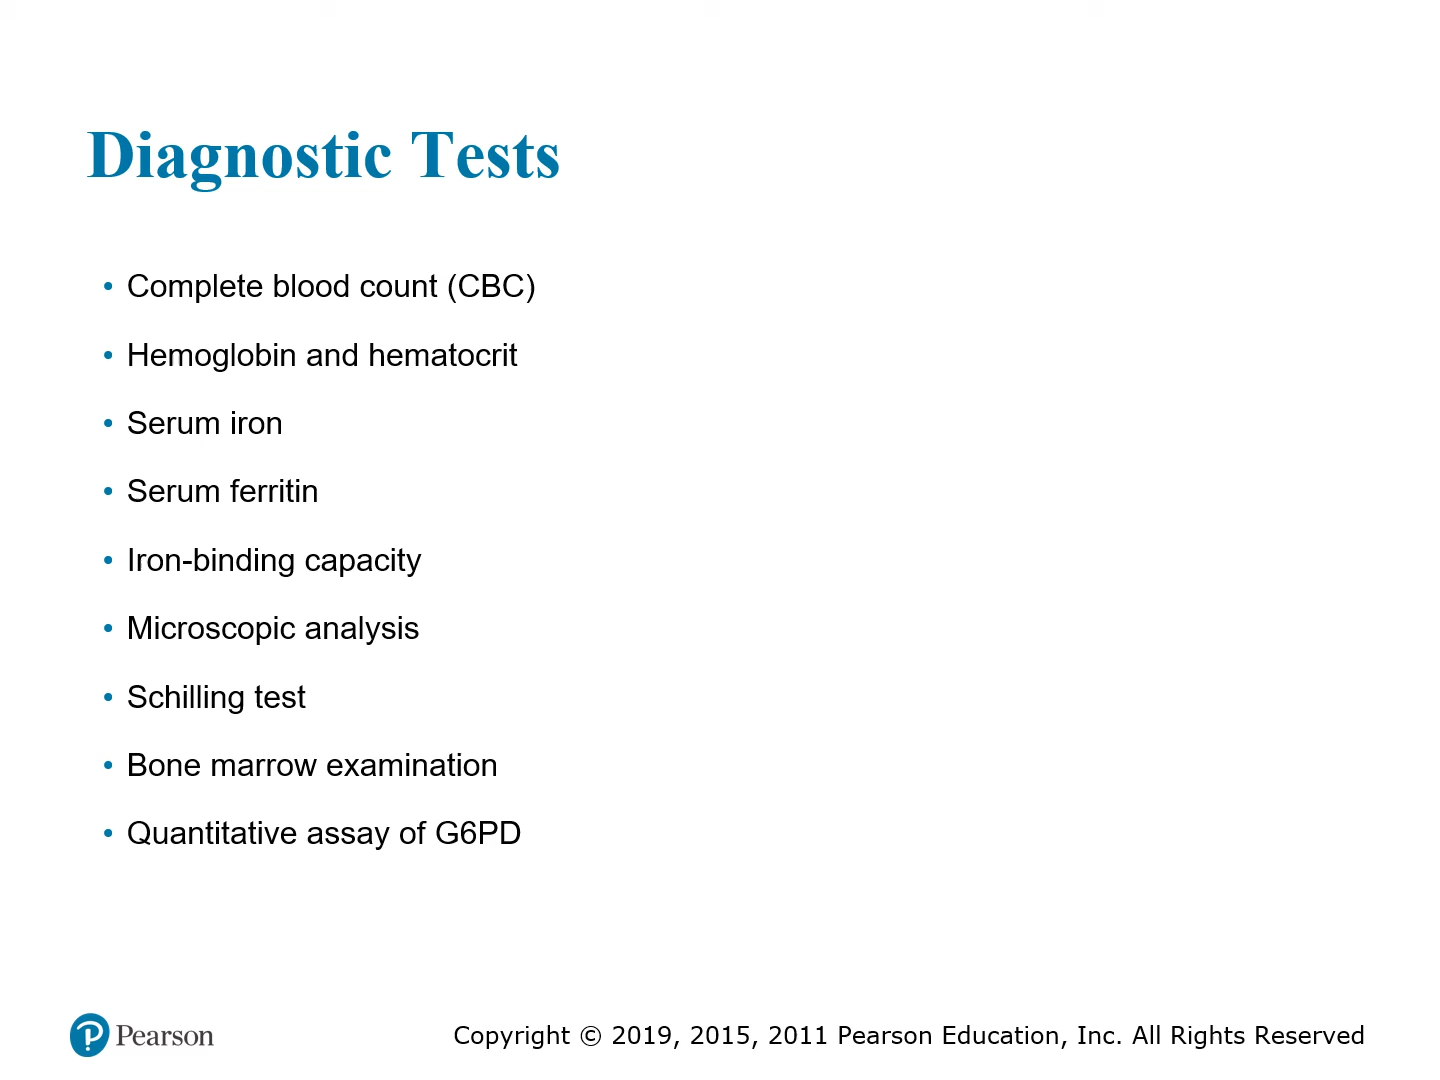 Diagnostic Tests
• Complete blood count (CBC)
• Hemoglobin and hematocrit
• Serum iron
• Serum ferritin
• Iron-binding capacity
• Microscopic analysis
• Schilling test
• Bone marrow examination
• Quantitative assay of G6PD
Pearson
Copyright © 2019, 2015, 2011 Pearson Education, Inc. All Rights Reserved